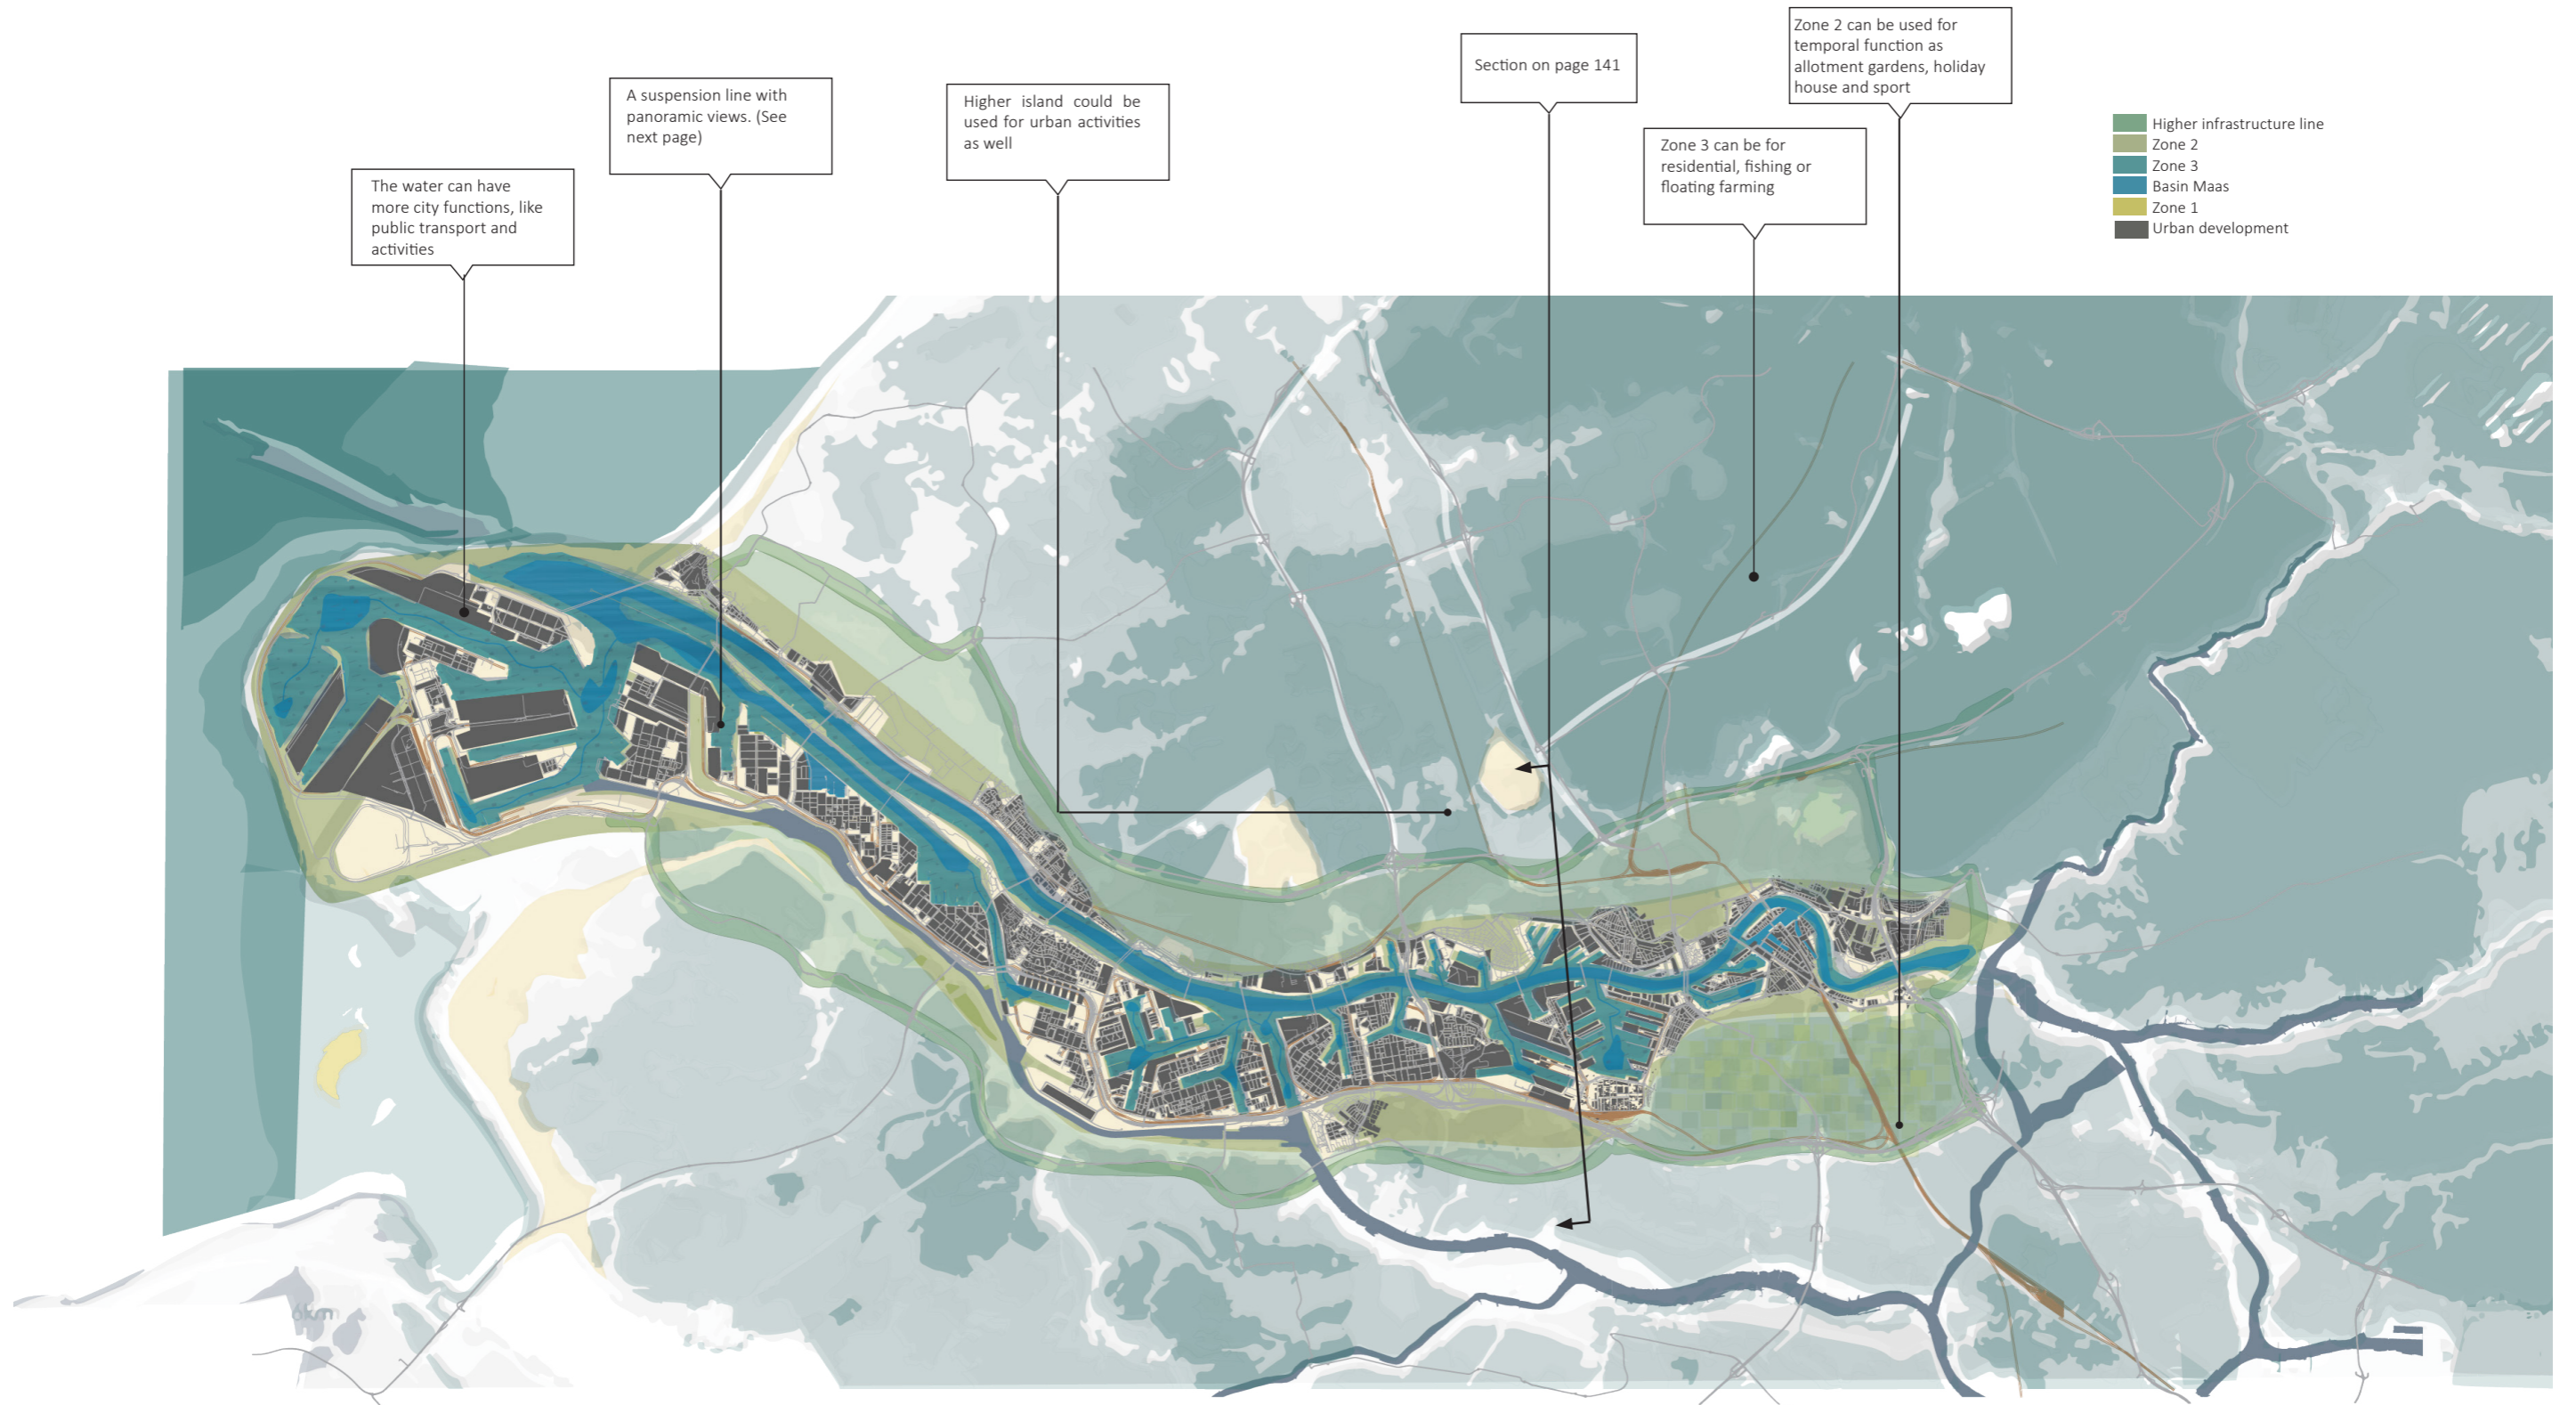 Zone 2 can be used for
temporal function as
allotment gardens, holiday
house and sport
Section on page 141
A suspension line with
panoramic views. (See
next page)
Higher island could be
used for urban activities
as well
Zone 3 can be for
residential, fishing or
floating farming
The water can have
more city functions, like
public transport and
activities
Higher infrastructure line
Zone 2
Zone 3
Basin Maas
Zone 1
Urban development
6km